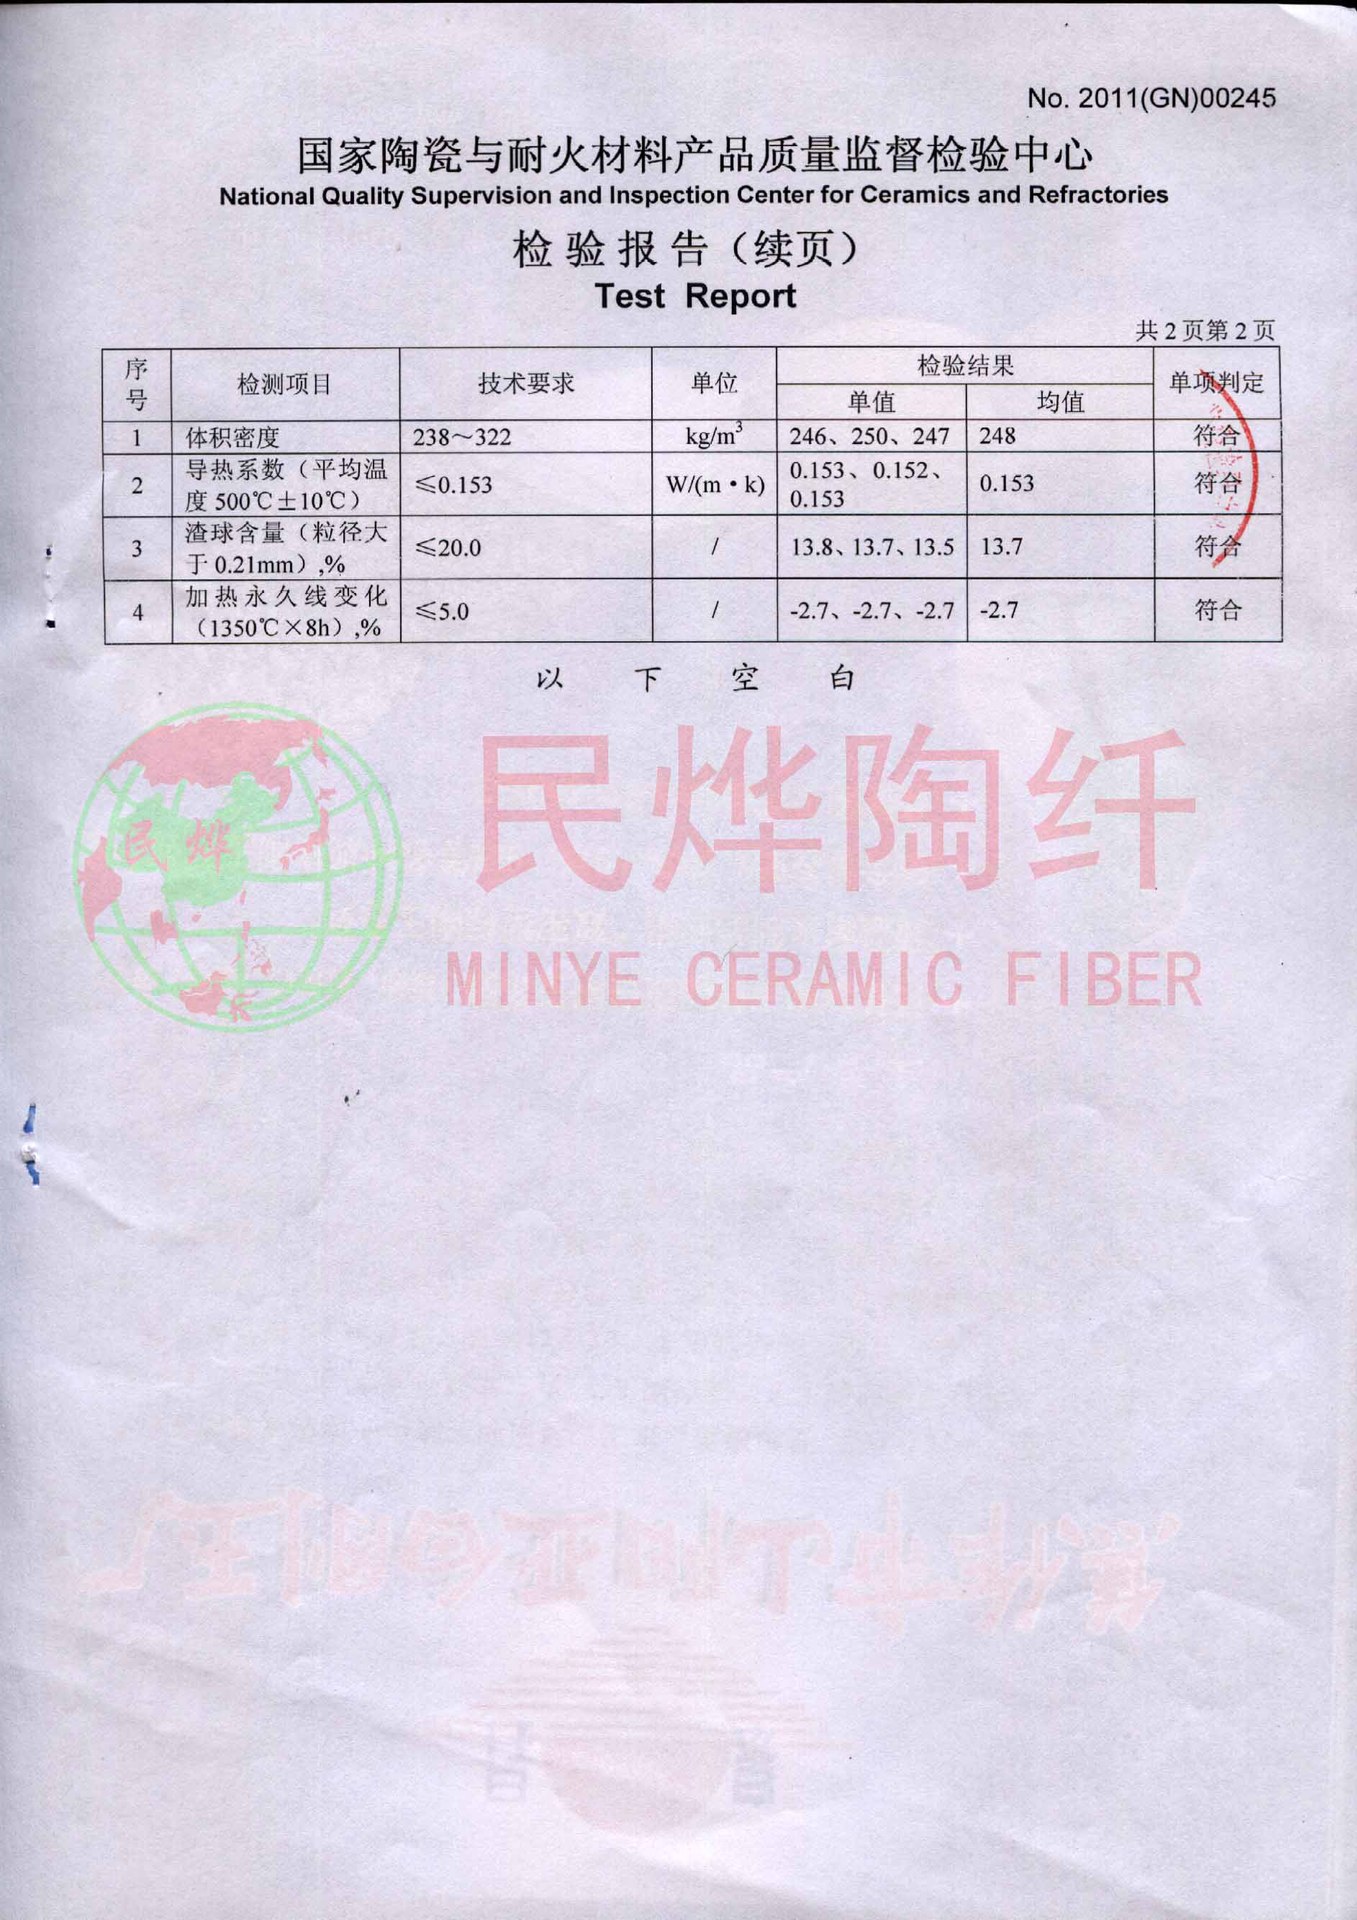 No. 2011(GN)00245
国家陶瓷与耐火材料产品质量监督检验中心
National Quality Supervision and Inspection Center for Ceramics and Refractories
检验报告（续页）
Test Report
共2页第2页
序号 检测项目 技术要求 单位 检验结果 单项判定
单值 均值
1 体积密度 238～322 kg/m³ 246、250、247 248 符合
2 导热系数（平均温度 500℃±10℃） ≤0.153 W/(m·k) 0.153、0.152、0.153 0.153 符合
3 渣球含量（粒径大于 0.21mm）,% ≤20.0 / 13.8、13.7、13.5 13.7 符合
4 加热永久线变化（1350℃×8h）,% ≤5.0 / -2.7、-2.7、-2.7 -2.7 符合
以下空白
民烨
民烨陶纤
MINYE CERAMIC FIBER